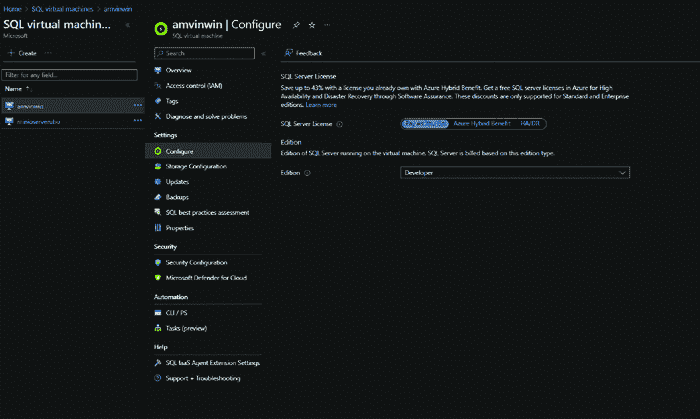 Home > SQL virtual machines > amvinwin
SQL virtual machin...
Microsoft
Create
Filter for any field...
Name
amvinwin
amvinwin | Configure
SQL virtual machine
Search
Overview
Access control (IAM)
Tags
Diagnose and solve problems
Settings
Configure
Storage Configuration
Updates
Backups
SQL best practices assessment
Properties
Security
Security Configuration
Microsoft Defender for Cloud
Automation
CLI / PS
Tasks (preview)
Help
SQL IaaS Agent Extension Settings
Support + Troubleshooting
Feedback
SQL Server License
Save up to 43% with a license you already own with Azure Hybrid Benefit. Get a free SQL server licenses in Azure for High
Availability and Disaster Recovery through Software Assurance. These discounts are only supported for Standard and Enterprise
editions. Learn more
SQL Server License
Azure Hybrid Benefit
HA/DR
Edition
Edition of SQL Server running on the virtual machine. SQL Server is billed based on this edition type.
Edition
Developer